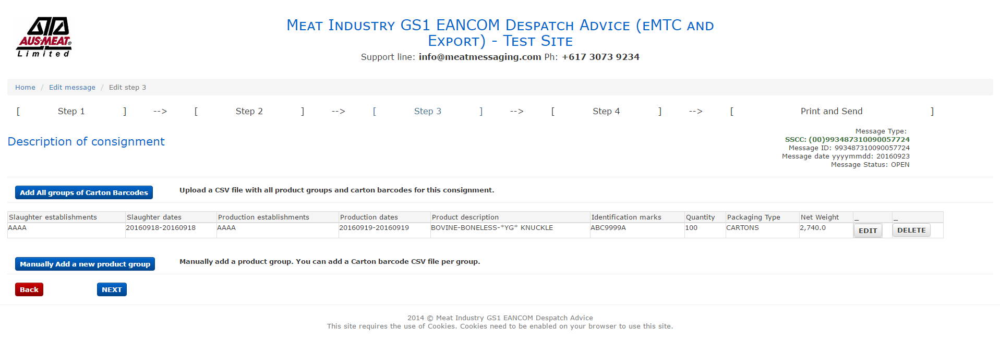 AUS-MEAT®
Limited
Meat Industry GS1 EANCOM Despatch Advice (eMTC and
Export) - Test Site
Support line: info@meatmessaging.com Ph: +617 3073 9234
Home / Edit message / Edit step 3
[ Step 1 ] --> [ Step 2 ] --> [ Step 3 ] --> [ Step 4 ] --> [ Print and Send ]
Description of consignment
Message Type:
SSCC: (00)993487310090057724
Message ID: 993487310090057724
Message date yyyymmdd: 20160923
Message Status: OPEN
Add All groups of Carton Barcodes Upload a CSV file with all product groups and carton barcodes for this consignment.
Slaughter establishments Slaughter dates Production establishments Production dates Product description Identification marks Quantity Packaging Type Net Weight _ _
AAAA 20160918-20160918 AAAA 20160919-20160919 BOVINE-BONELESS-*YG* KNUCKLE ABC9999A 100 CARTONS 2,740.0 EDIT DELETE
Manually Add a new product group Manually add a product group. You can add a Carton barcode CSV file per group.
Back NEXT
2014 © Meat Industry GS1 EANCOM Despatch Advice
This site requires the use of Cookies. Cookies need to be enabled on your browser to use this site.